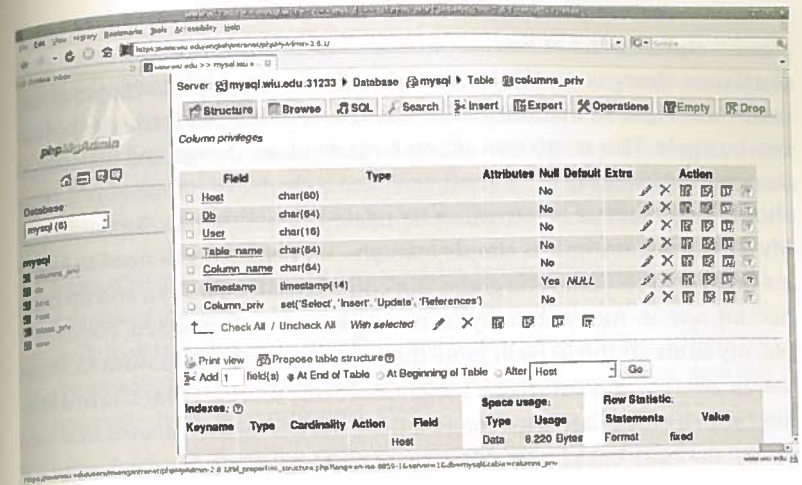 Bookmarks Tools Accessibility Help
Server: mysql.wiu.edu:31233 Database: mysql Table: columns_priv
Structure Browse SQL Search Insert Export Operations Empty Drop
phpMyAdmin
Column privileges
Field Type Attributes Null Default Extra Action
Host char(60) No
Db char(64) No
User char(16) No
Table_name char(64) No
Column_name char(64) No
Timestamp timestamp(14) Yes NULL
Column_priv set('Select', 'Insert', 'Update', 'References') No
Database
mysql (6)
mysql
columns_priv
db
Check All / Uncheck All With selected
Print view Propose table structure
Add 1 field(s) At End of Table At Beginning of Table After Host Go
Indexes:
Keyname Type Cardinality Action Field
Host
Space usage:
Type Usage
Data 8,220 Bytes
Row Statistic:
Statements Value
Format fixed